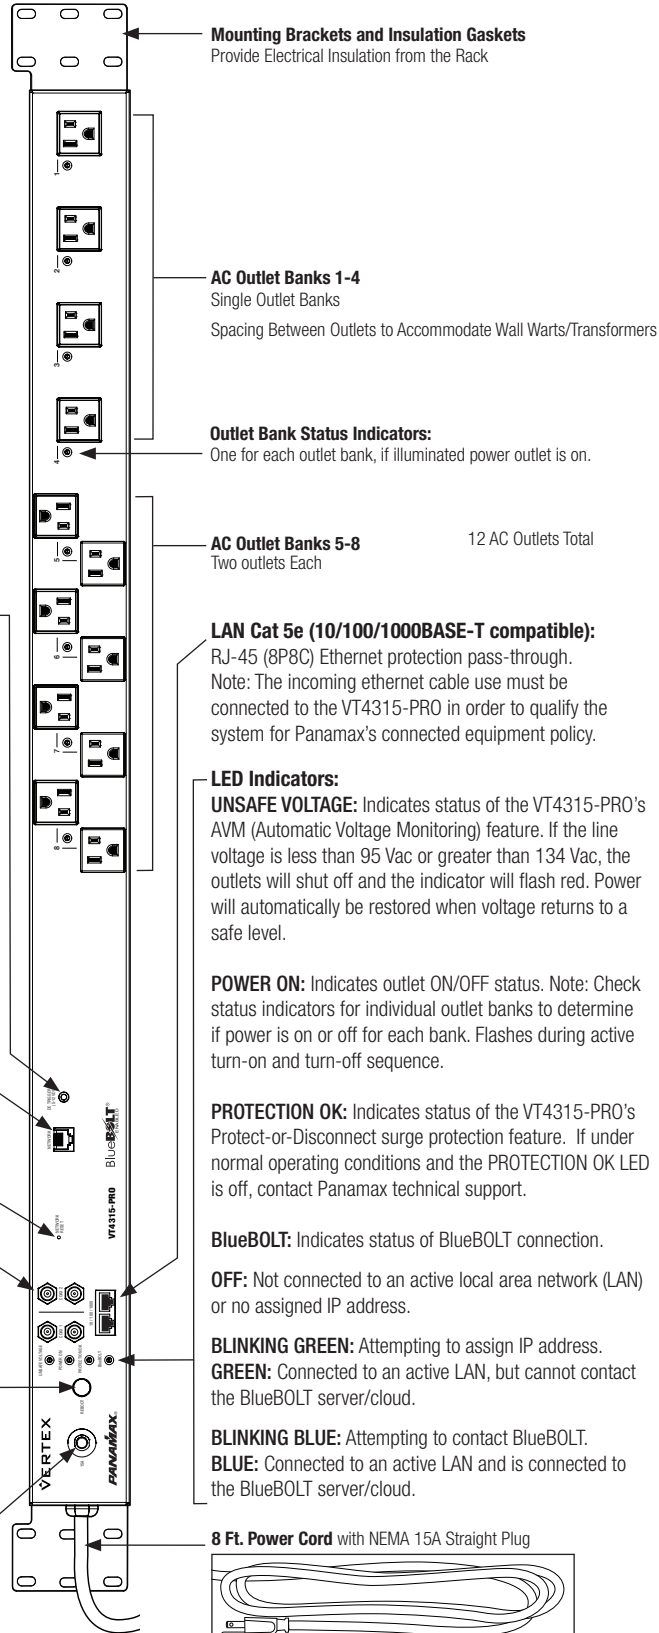 Mounting Brackets and Insulation Gaskets
Provide Electrical Insulation from the Rack
1
2
3
4
AC Outlet Banks 1-4
Single Outlet Banks
Spacing Between Outlets to Accommodate Wall Warts/Transformers
Outlet Bank Status Indicators:
One for each outlet bank, if illuminated power outlet is on.
5
6
7
8
AC Outlet Banks 5-8
Two outlets Each
12 AC Outlets Total
LAN Cat 5e (10/100/1000BASE-T compatible):
RJ-45 (8P8C) Ethernet protection pass-through.
Note: The incoming ethernet cable use must be
connected to the VT4315-PRO in order to qualify the
system for Panamax's connected equipment policy.
LED Indicators:
UNSAFE VOLTAGE: Indicates status of the VT4315-PRO's
AVM (Automatic Voltage Monitoring) feature. If the line
voltage is less than 95 Vac or greater than 134 Vac, the
outlets will shut off and the indicator will flash red. Power
will automatically be restored when voltage returns to a
safe level.
POWER ON: Indicates outlet ON/OFF status. Note: Check
status indicators for individual outlet banks to determine
if power is on or off for each bank. Flashes during active
turn-on and turn-off sequence.
PROTECTION OK: Indicates status of the VT4315-PRO's
Protect-or-Disconnect surge protection feature.  If under
normal operating conditions and the PROTECTION OK LED
is off, contact Panamax technical support.
BlueBOLT: Indicates status of BlueBOLT connection.
OFF: Not connected to an active local area network (LAN)
or no assigned IP address.
BLINKING GREEN: Attempting to assign IP address.
GREEN: Connected to an active LAN, but cannot contact
the BlueBOLT server/cloud.
BLINKING BLUE: Attempting to contact BlueBOLT.
BLUE: Connected to an active LAN and is connected to
the BlueBOLT server/cloud.
8 Ft. Power Cord with NEMA 15A Straight Plug
NETWORK
BlueBOLT®
ENABLED
NETWORK
RESET
VT4315-PRO
UNSAFE VOLTAGE
POWER ON
PROTECTION OK
BlueBOLT
REBOOT
VERTEX
PANAMAX®